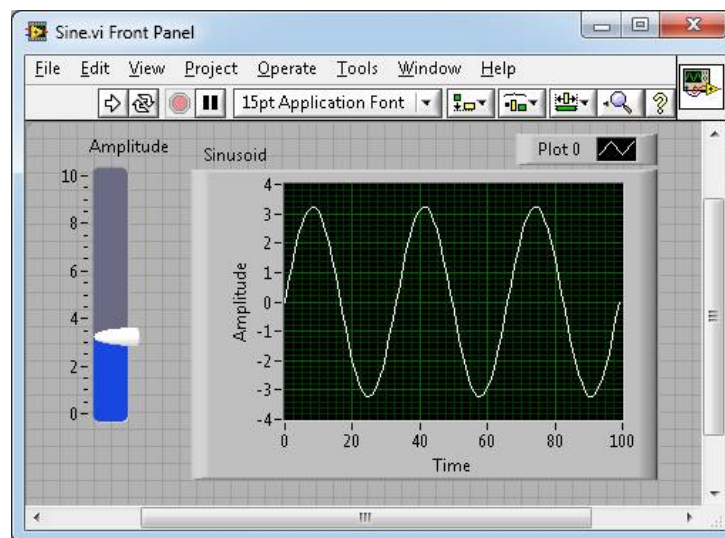 Sine.vi Front Panel
File Edit View Project Operate Tools Window Help
15pt Application Font
Amplitude
Sinusoid
Plot 0
10
8
6
4
2
0
Amplitude
4
3
2
1
0
-1
-2
-3
-4
0 20 40 60 80 100
Time